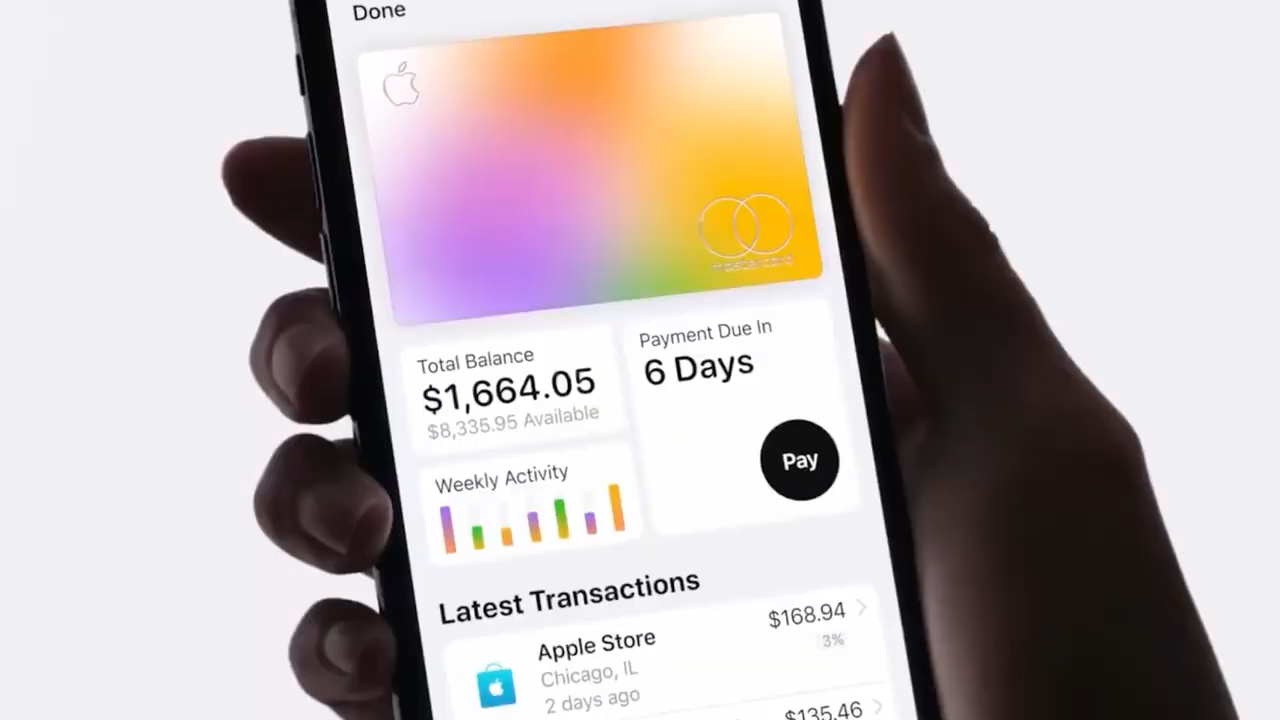 Done
mastercard
Total Balance
$1,664.05
$8,335.95 Available
Payment Due In
6 Days
Pay
Weekly Activity
Latest Transactions
Apple Store
$168.94
3%
Chicago, IL
2 days ago
$135.46